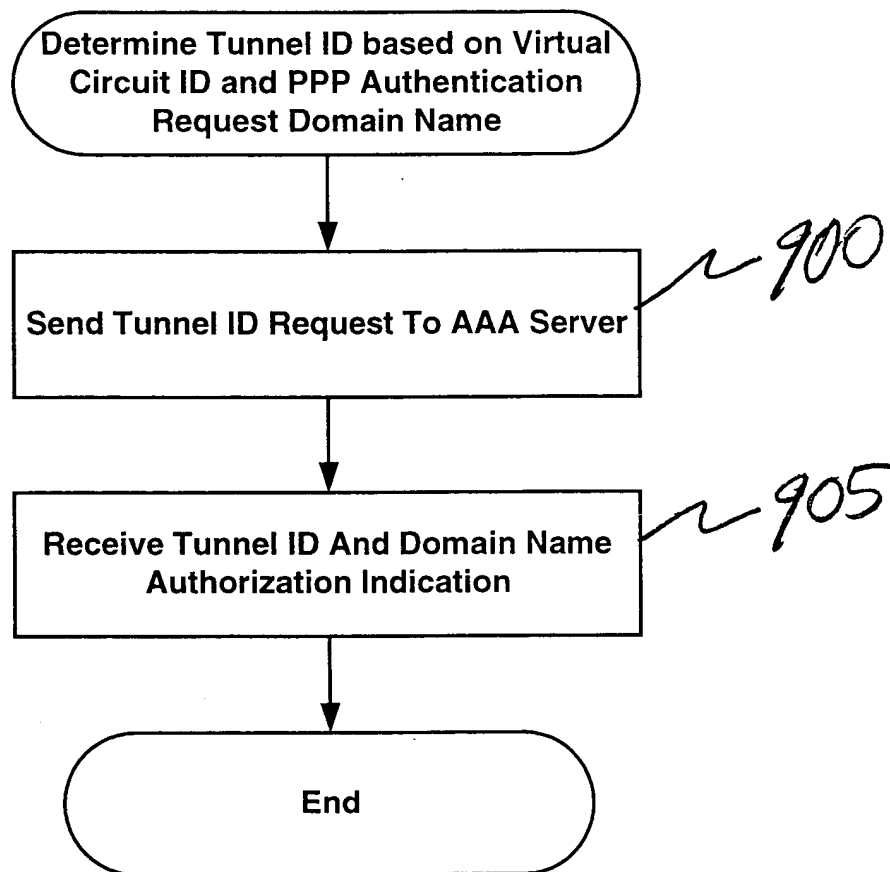 Determine Tunnel ID based on Virtual
Circuit ID and PPP Authentication
Request Domain Name
900
Send Tunnel ID Request To AAA Server
905
Receive Tunnel ID And Domain Name
Authorization Indication
End